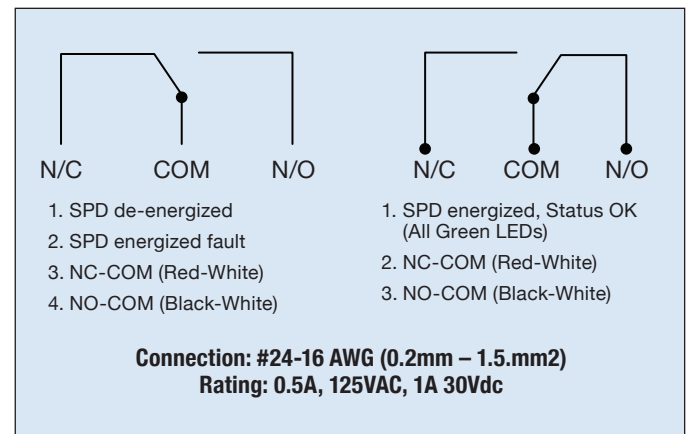 N/C COM N/O
1. SPD de-energized
2. SPD energized fault
3. NC-COM (Red-White)
4. NO-COM (Black-White)
N/C COM N/O
1. SPD energized, Status OK
(All Green LEDs)
2. NC-COM (Red-White)
3. NO-COM (Black-White)
Connection: #24-16 AWG (0.2mm – 1.5.mm2)
Rating: 0.5A, 125VAC, 1A 30Vdc